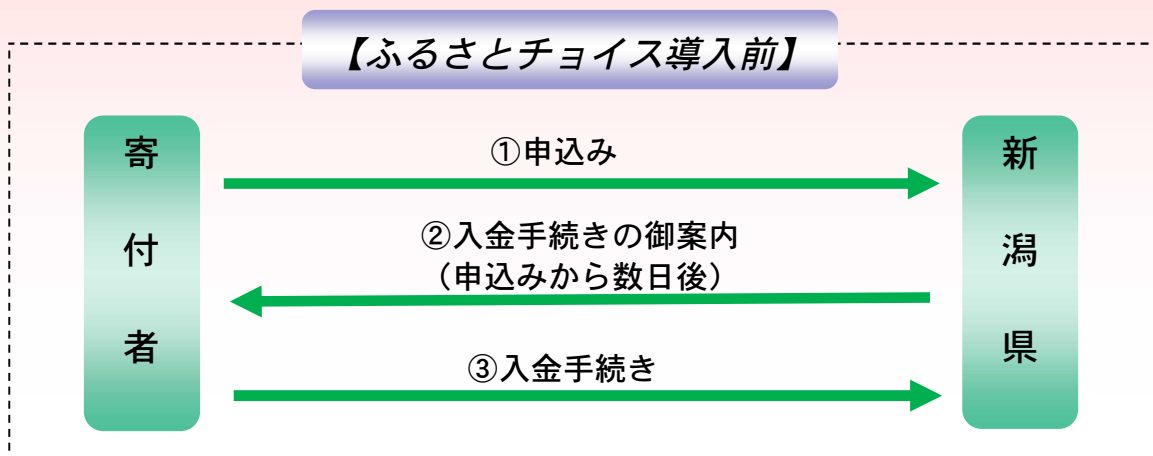 【ふるさとチョイス導入前】
寄付者
①申込み
新潟県
②入金手続きの御案内
（申込みから数日後）
③入金手続き